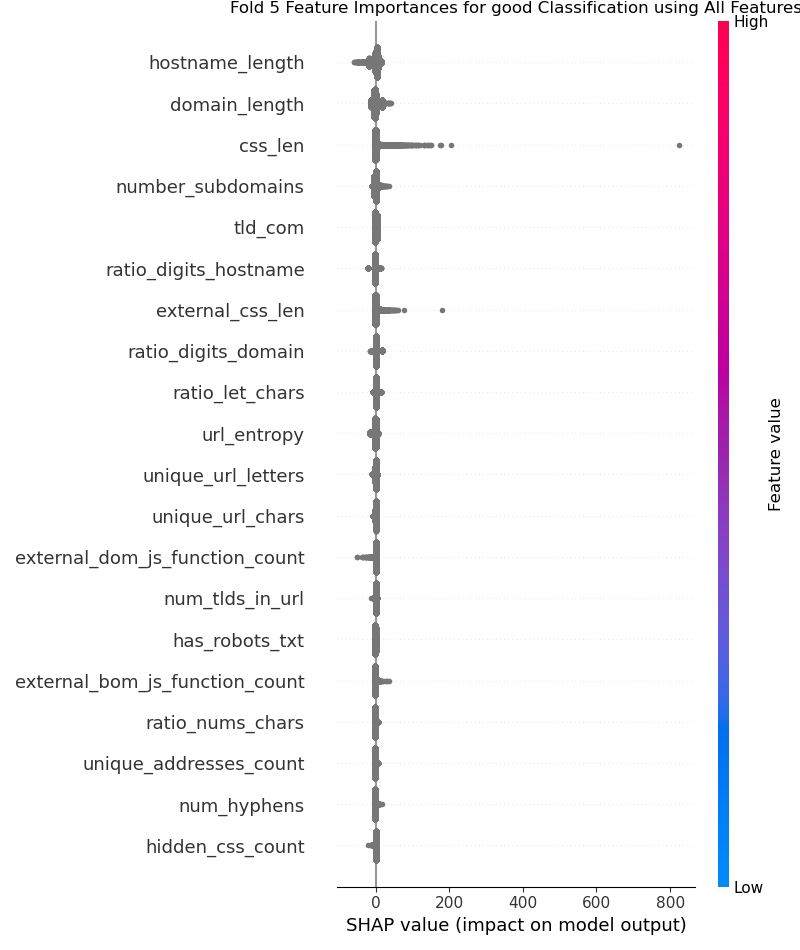 Fold 5 Feature Importances for good Classification using All Features
High
hostname_length
domain_length
css_len
number_subdomains
tld_com
ratio_digits_hostname
external_css_len
ratio_digits_domain
ratio_let_chars
url_entropy
unique_url_letters
unique_url_chars
external_dom_js_function_count
num_tlds_in_url
has_robots_txt
external_bom_js_function_count
ratio_nums_chars
unique_addresses_count
num_hyphens
hidden_css_count
Feature value
Low
0 200 400 600 800
SHAP value (impact on model output)